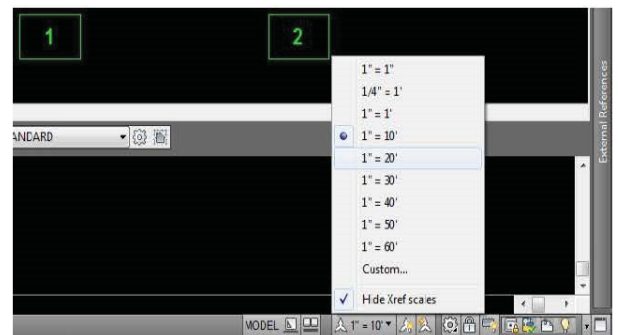 1
2
1" = 1"
1/4" = 1'
1" = 1'
1" = 10'
1" = 20'
1" = 30'
1" = 40'
1" = 50'
1" = 60'
Custom...
Hide Xref scales
ANDARD
External References
MODEL
1" = 10'